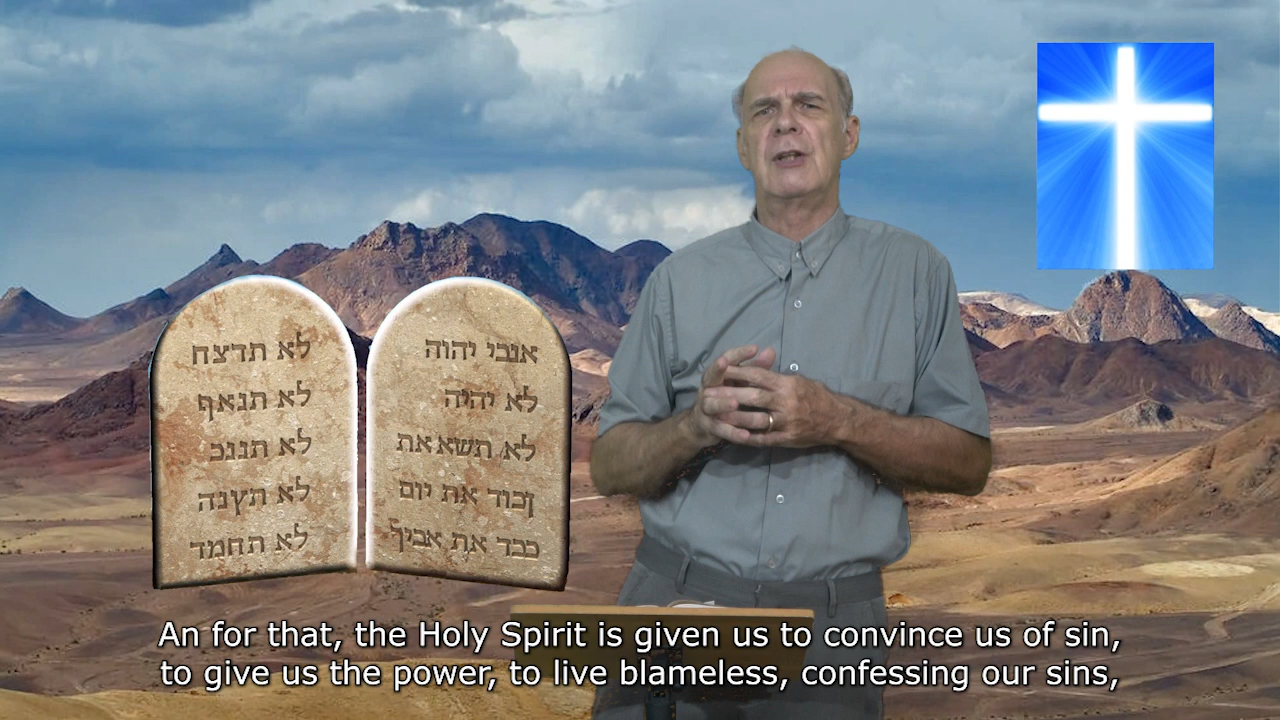 אנכי יהוה
לא יהיה
לא תשא את
זכור את יום
כבד את אביך
לא תרצח
לא תנאף
לא תגנב
לא תענה
לא תחמד
An for that, the Holy Spirit is given us to convince us of sin,
to give us the power, to live blameless, confessing our sins,